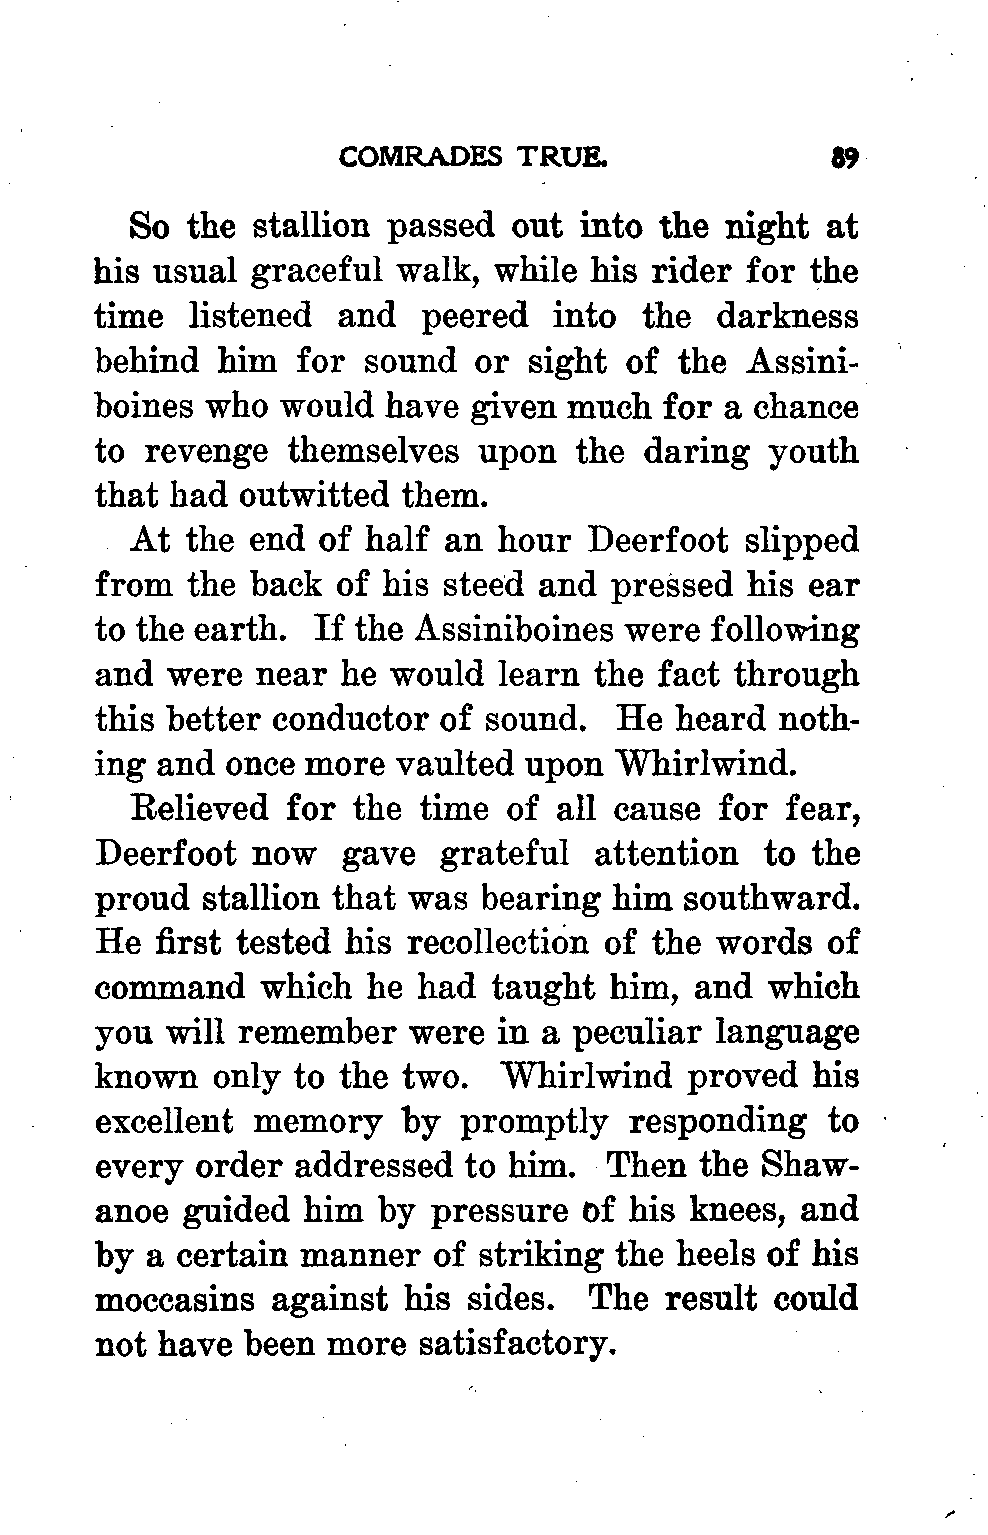 COMRADES TRUE. 89
So the stallion passed out into the night at
his usual graceful walk, while his rider for the
time listened and peered into the darkness
behind him for sound or sight of the Assini-
boines who would have given much for a chance
to revenge themselves upon the daring youth
that had outwitted them.
At the end of half an hour Deerfoot slipped
from the back of his steed and pressed his ear
to the earth. If the Assiniboines were following
and were near he would learn the fact through
this better conductor of sound. He heard noth-
ing and once more vaulted upon Whirlwind.
Relieved for the time of all cause for fear,
Deerfoot now gave grateful attention to the
proud stallion that was bearing him southward.
He first tested his recollection of the words of
command which he had taught him, and which
you will remember were in a peculiar language
known only to the two. Whirlwind proved his
excellent memory by promptly responding to
every order addressed to him. Then the Shaw-
anoe guided him by pressure of his knees, and
by a certain manner of striking the heels of his
moccasins against his sides. The result could
not have been more satisfactory.